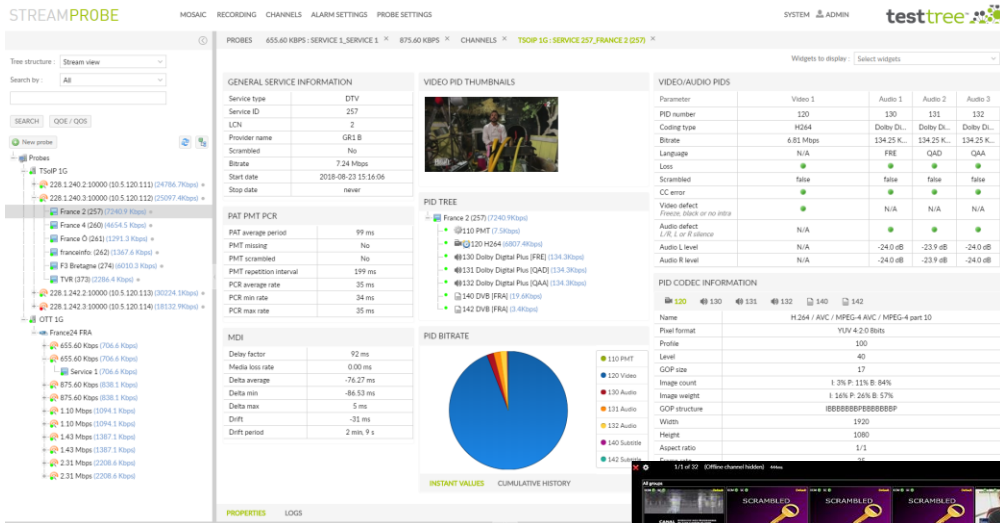 STREAMPROBE
MOSAIC RECORDING CHANNELS ALARM SETTINGS PROBE SETTINGS
SYSTEM ADMIN
testtree
Tree structure : Stream view
Search by : All
SEARCH QOE / QOS
New probe
Probes
TSoIP 1G
228.1.240.2:10000 (10.5.120.111) (24786.7Kbps)
228.1.240.3:10000 (10.5.120.112) (25097.4Kbps)
France 2 (257) (7240.9 Kbps)
France 4 (260) (4654.5 Kbps)
France Ô (261) (1291.3 Kbps)
franceinfo: (262) (1367.6 Kbps)
F3 Bretagne (274) (6010.3 Kbps)
TVR (373) (2286.4 Kbps)
228.1.242.2:10000 (10.5.120.113) (30224.1Kbps)
228.1.242.3:10000 (10.5.120.114) (18132.9Kbps)
OTT 1G
France24 FRA
655.60 Kbps (706.6 Kbps)
655.60 Kbps (706.6 Kbps)
Service 1 (706.6 Kbps)
875.60 Kbps (838.1 Kbps)
875.60 Kbps (838.1 Kbps)
1.10 Mbps (1094.1 Kbps)
1.10 Mbps (1094.1 Kbps)
1.43 Mbps (1387.1 Kbps)
1.43 Mbps (1387.1 Kbps)
2.31 Mbps (2208.6 Kbps)
2.31 Mbps (2208.6 Kbps)
PROBES 655.60 KBPS : SERVICE 1_SERVICE 1 × 875.60 KBPS × CHANNELS × TSOIP 1G : SERVICE 257_FRANCE 2 (257) ×
Widgets to display : Select widgets
GENERAL SERVICE INFORMATION
Service type DTV
Service ID 257
LCN 2
Provider name GR1 B
Scrambled No
Bitrate 7.24 Mbps
Start date 2018-08-23 15:16:06
Stop date never
PAT PMT PCR
PAT average period 99 ms
PMT missing No
PMT scrambled No
PMT repetition interval 199 ms
PCR average rate 35 ms
PCR min rate 34 ms
PCR max rate 35 ms
MDI
Delay factor 92 ms
Media loss rate 0.00 ms
Delta average -76.27 ms
Delta min -86.53 ms
Delta max 5 ms
Drift -31 ms
Drift period 2 min, 9 s
PROPERTIES LOGS
VIDEO PID THUMBNAILS
PID TREE
France 2 (257) (7240.9Kbps)
110 PMT (7.5Kbps)
120 H264 (6807.4Kbps)
130 Dolby Digital Plus [FRE] (134.3Kbps)
131 Dolby Digital Plus [QAD] (134.3Kbps)
132 Dolby Digital Plus [QAA] (134.3Kbps)
140 DVB [FRA] (19.6Kbps)
142 DVB [FRA] (3.4Kbps)
PID BITRATE
110 PMT
120 Video
130 Audio
131 Audio
132 Audio
140 Subtitle
142 Subtitle
INSTANT VALUES CUMULATIVE HISTORY
VIDEO/AUDIO PIDS
Parameter Video 1 Audio 1 Audio 2 Audio 3
PID number 120 130 131 132
Coding type H264 Dolby Di... Dolby Di... Dolby Di...
Bitrate 6.81 Mbps 134.25 K... 134.25 K... 134.25 K...
Language N/A FRE QAD QAA
Loss
Scrambled false false false false
CC error
Video defect N/A N/A N/A
Freeze, black or no intra
Audio defect N/A
L/R, L or R silence
Audio L level N/A -24.0 dB -23.9 dB -24.0 dB
Audio R level N/A -24.0 dB -23.9 dB -24.0 dB
PID CODEC INFORMATION
120 130 131 132 140 142
Name H.264 / AVC / MPEG-4 AVC / MPEG-4 part 10
Pixel format YUV 4:2:0 8bits
Profile 100
Level 40
GOP size 17
Image count I: 3% P: 11% B: 84%
Image weight I: 16% P: 26% B: 57%
GOP structure IBBBBBBBPBBBBBBBP
Width 1920
Height 1080
Aspect ratio 1/1
1/1 of 32 (Offline channel hidden)
All groups
SCRAMBLED SCRAMBLED SCRAMBLED
CANAL